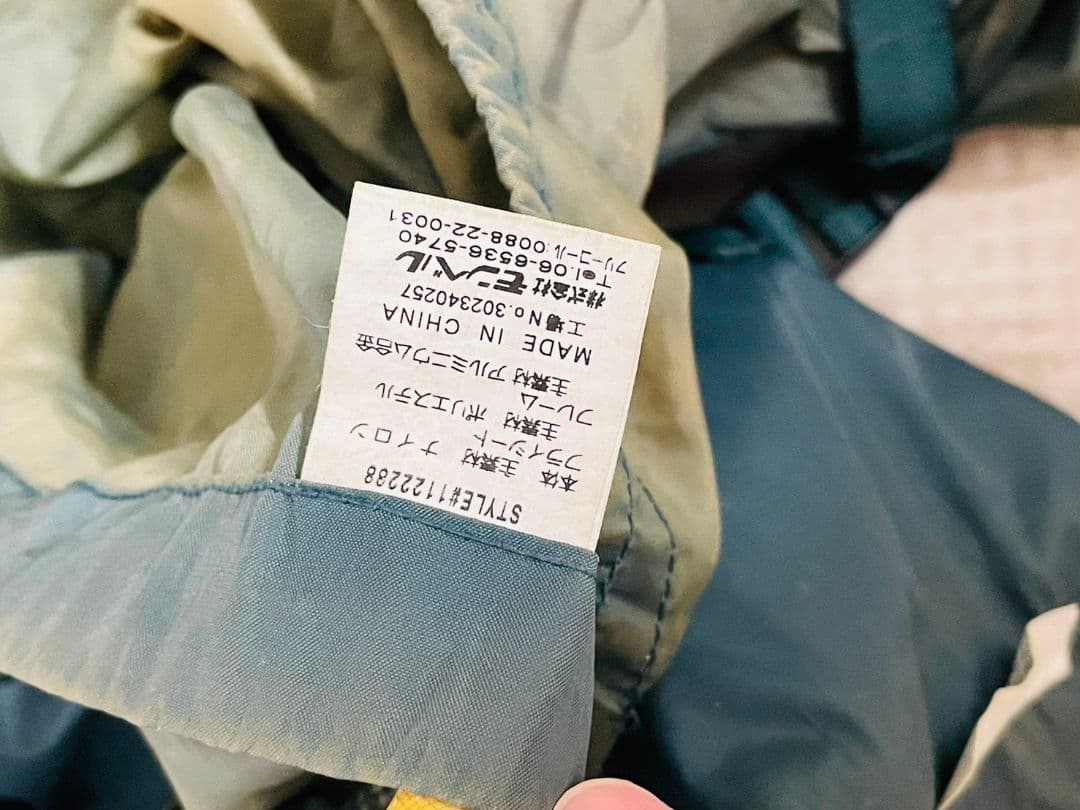 STYLE#1122288
本体
主素材 ナイロン
フライシート
主素材 ポリエステル
フレーム
主素材 アルミニウム合金
MADE IN CHINA
工場No.302340257
株式会社モンベル
Tel.06-6536-5740
フリーコール:0088-22-0031